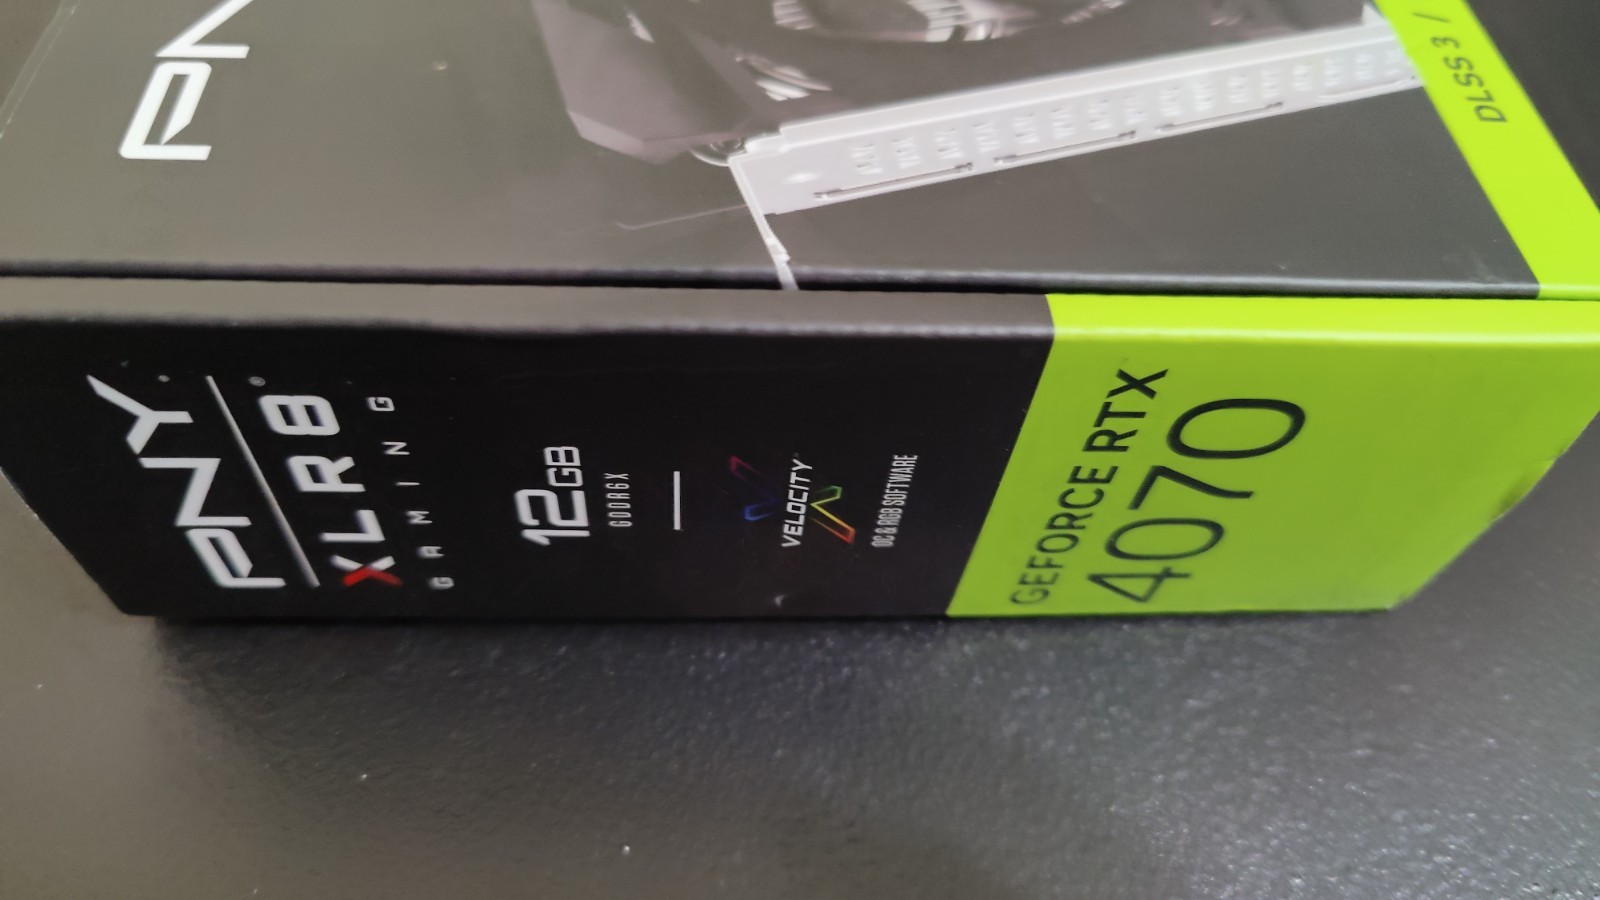 PNY
DLSS 3 /
PNY
XLR8
GAMING
12GB
GDDR6X
VELOCITY
OC & RGB SOFTWARE
GEFORCE RTX
4070